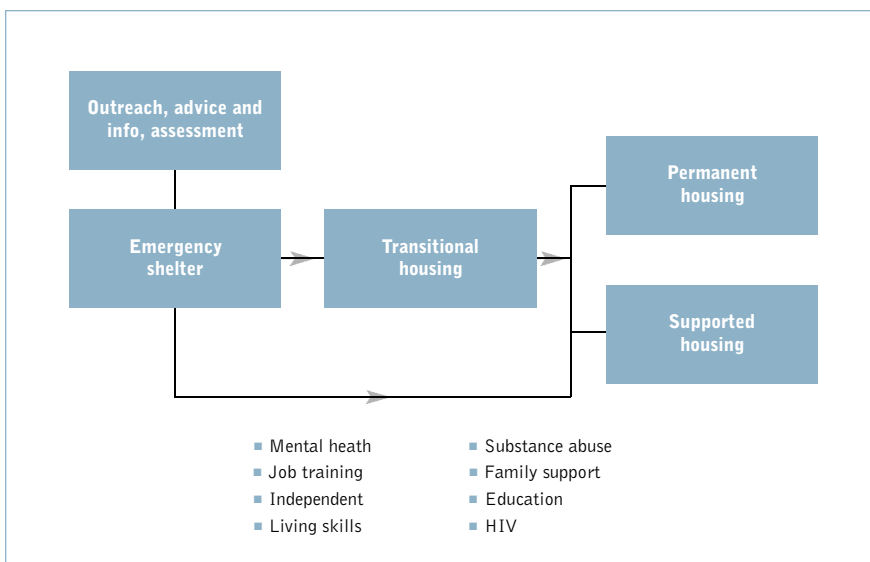 Outreach, advice and
info, assessment
Permanent
housing
Emergency
shelter
Transitional
housing
Supported
housing
Mental heath
Job training
Independent
Living skills
Substance abuse
Family support
Education
HIV